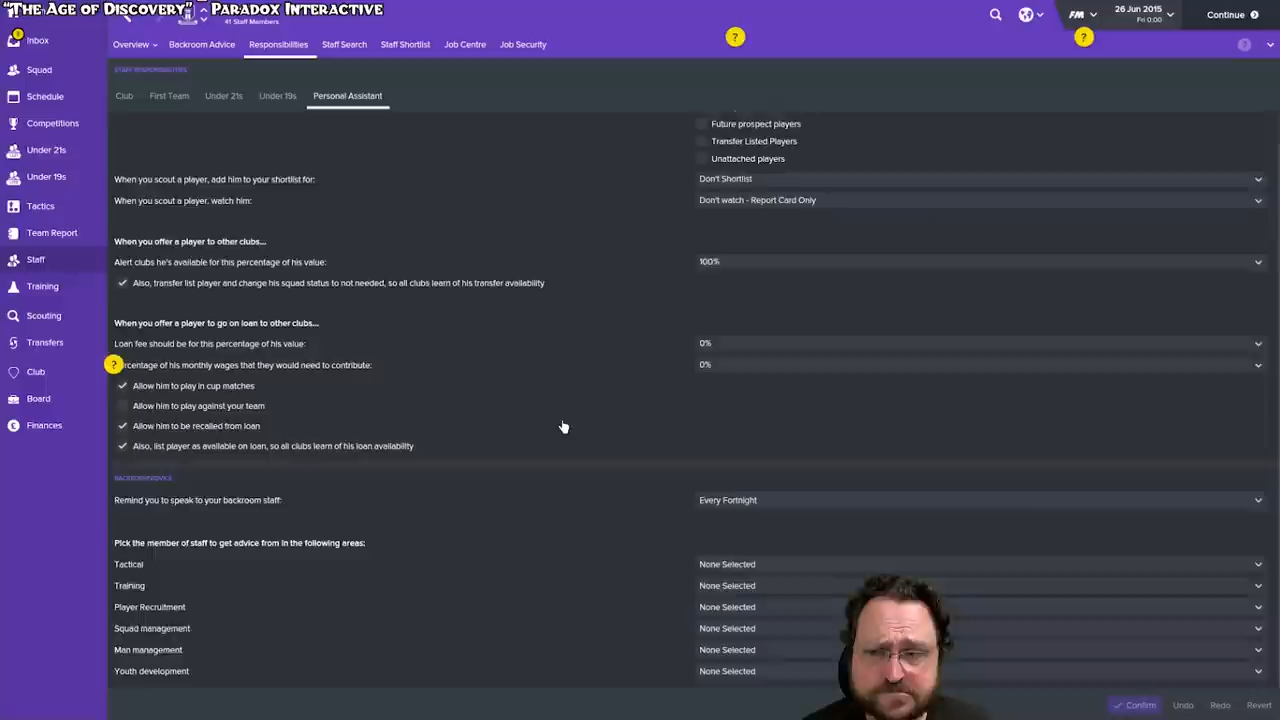 "The Age of Discovery" – Paradox Interactive
41 Staff Members
26 Jun 2015
Fri 0:00
FM
Continue
Inbox
Squad
Schedule
Competitions
Under 21s
Under 19s
Tactics
Team Report
Staff
Training
Scouting
Transfers
Club
Board
Finances
Overview
Backroom Advice
Responsibilities
Staff Search
Staff Shortlist
Job Centre
Job Security
?
?
?
STAFF RESPONSIBILITIES
Club
First Team
Under 21s
Under 19s
Personal Assistant
Future prospect players
Transfer Listed Players
Unattached players
When you scout a player, add him to your shortlist for:
Don't Shortlist
When you scout a player, watch him:
Don't watch - Report Card Only
When you offer a player to other clubs...
Alert clubs he's available for this percentage of his value:
100%
Also, transfer list player and change his squad status to not needed, so all clubs learn of his transfer availability
When you offer a player to go on loan to other clubs...
Loan fee should be for this percentage of his value:
0%
?
rcentage of his monthly wages that they would need to contribute:
0%
Allow him to play in cup matches
Allow him to play against your team
Allow him to be recalled from loan
Also, list player as available on loan, so all clubs learn of his loan availability
Remind you to speak to your backroom staff:
Every Fortnight
Pick the member of staff to get advice from in the following areas:
Tactical
None Selected
Training
None Selected
Player Recruitment
None Selected
Squad management
None Selected
Man management
None Selected
Youth development
None Selected
Confirm
Undo
Redo
Revert